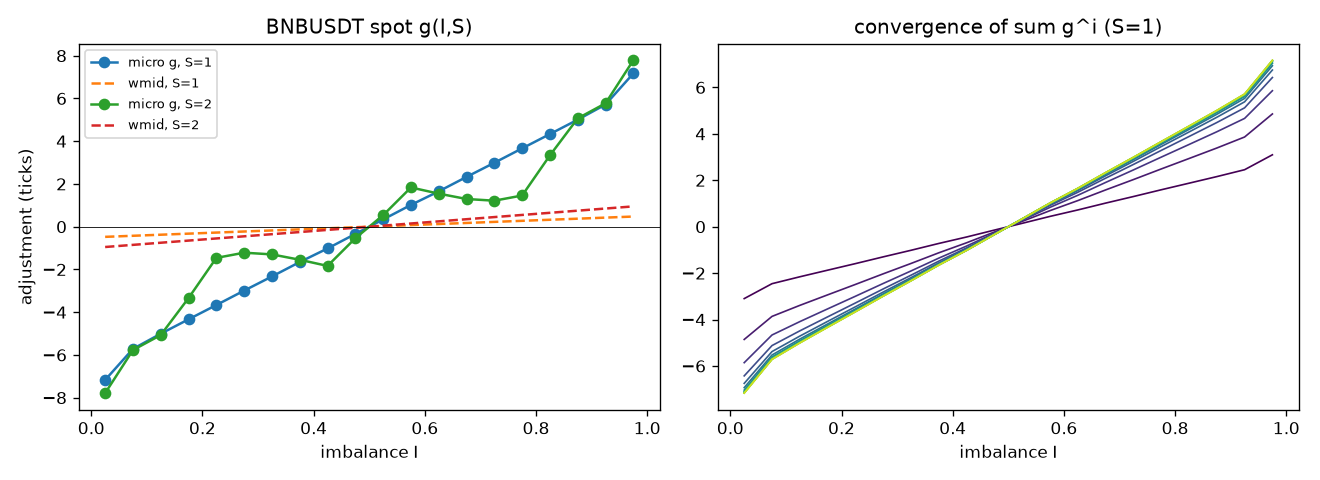 BNBUSDT spot g(I,S)
micro g, S=1
wmid, S=1
micro g, S=2
wmid, S=2
adjustment (ticks)
8
6
4
2
0
−2
−4
−6
−8
0.0 0.2 0.4 0.6 0.8 1.0
imbalance I
convergence of sum g^i (S=1)
6
4
2
0
−2
−4
−6
0.0 0.2 0.4 0.6 0.8 1.0
imbalance I